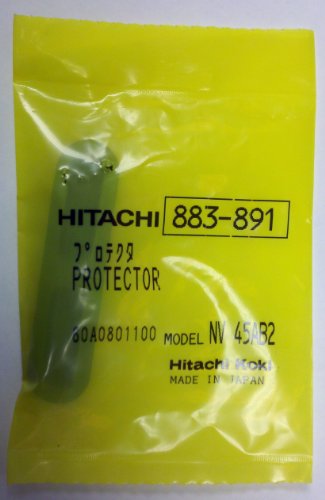 HITACHI 883-891
プロテクタ
PROTECTOR
80A0801100 MODEL NV 45AB2
Hitachi Koki
MADE IN JAPAN